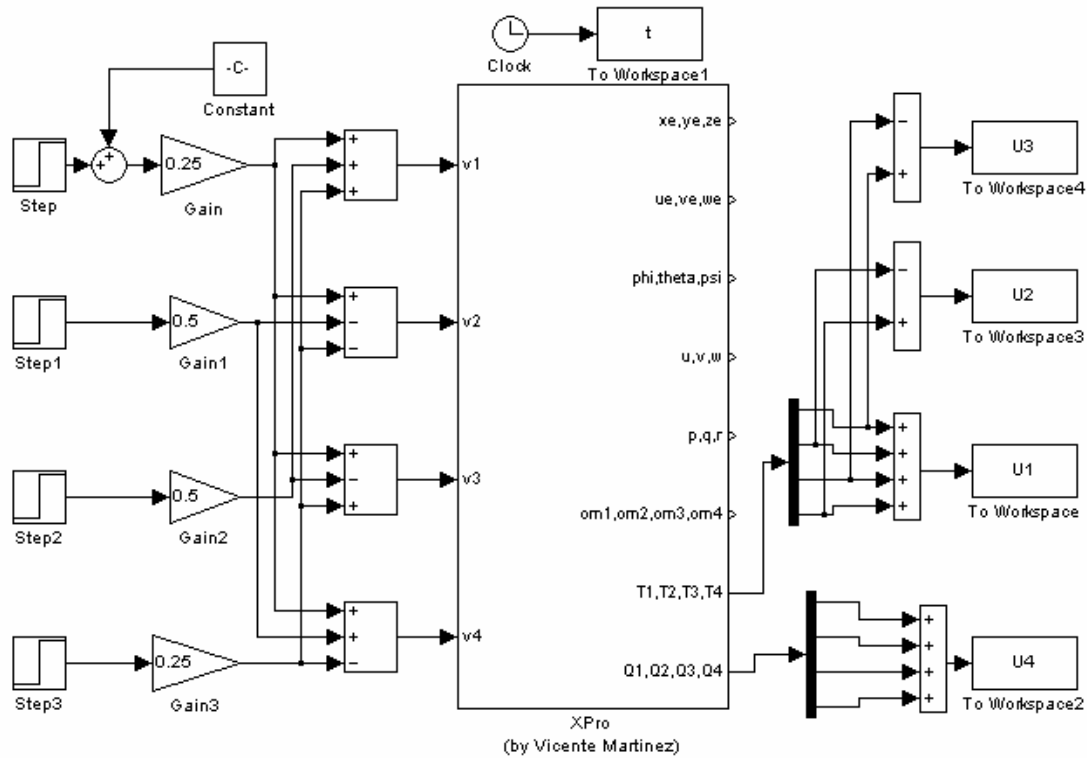 t
Clock
To Workspace1
-C-
Constant
+
+
0.25
Step
Gain
+
+
+
v1
xe,ye,ze
ue,ve,we
−
+
U3
To Workspace4
0.5
Step1
Gain1
+
−
−
v2
phi,theta,psi
u,v,w
−
+
U2
To Workspace3
0.5
Step2
Gain2
+
−
+
v3
p,q,r
om1,om2,om3,om4
+
+
+
+
U1
To Workspace
0.25
Step3
Gain3
+
+
−
v4
T1,T2,T3,T4
Q1,Q2,Q3,Q4
+
+
+
+
U4
To Workspace2
XPro
(by Vicente Martinez)